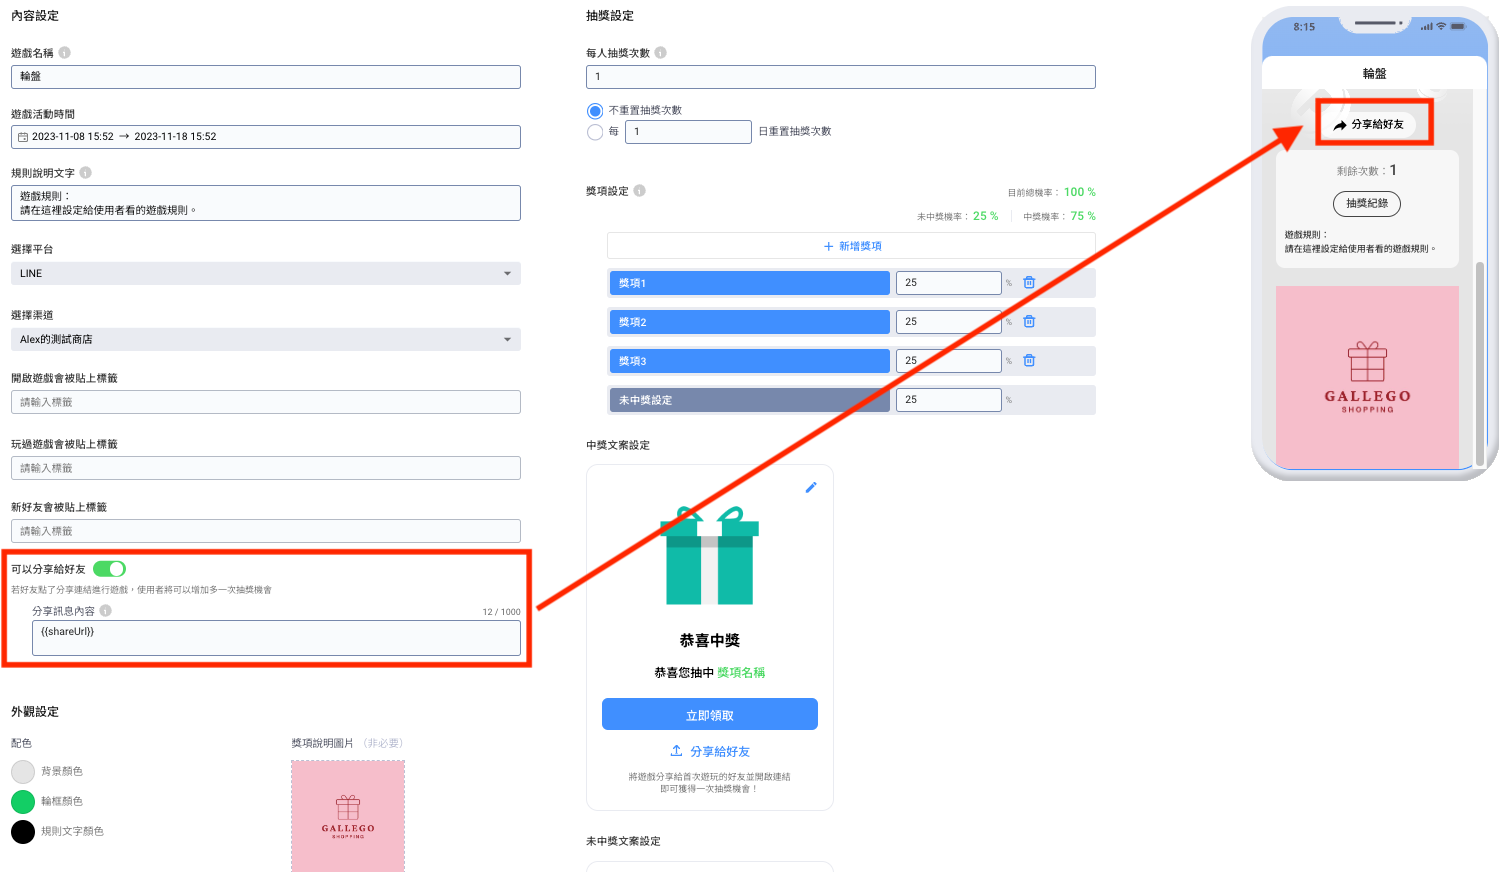 內容設定
遊戲名稱
輪盤
遊戲活動時間
2023-11-08 15:52 → 2023-11-18 15:52
規則說明文字
遊戲規則：
請在這裡設定給使用者看的遊戲規則。
選擇平台
LINE
選擇渠道
Alex的測試商店
開啟遊戲會被貼上標籤
請輸入標籤
玩過遊戲會被貼上標籤
請輸入標籤
新好友會被貼上標籤
請輸入標籤
可以分享給好友
若好友點了分享連結進行遊戲，使用者將可以增加多一次抽獎機會
分享訊息內容
12 / 1000
{{shareUrl}}
外觀設定
配色
背景顏色
輪框顏色
規則文字顏色
獎項說明圖片（非必要）
GALLEGO
SHOPPING
抽獎設定
每人抽獎次數
1
不重置抽獎次數
每 1 日重置抽獎次數
獎項設定
目前總機率： 100 %
未中獎機率： 25 % 中獎機率： 75 %
＋ 新增獎項
獎項1 25 %
獎項2 25 %
獎項3 25 %
未中獎設定 25 %
中獎文案設定
恭喜中獎
恭喜您抽中 獎項名稱
立即領取
分享給好友
將遊戲分享給首次遊玩的好友並開啟連結
即可獲得一次抽獎機會！
未中獎文案設定
8:15
輪盤
分享給好友
剩餘次數：1
抽獎紀錄
遊戲規則：
請在這裡設定給使用者看的遊戲規則。
GALLEGO
SHOPPING